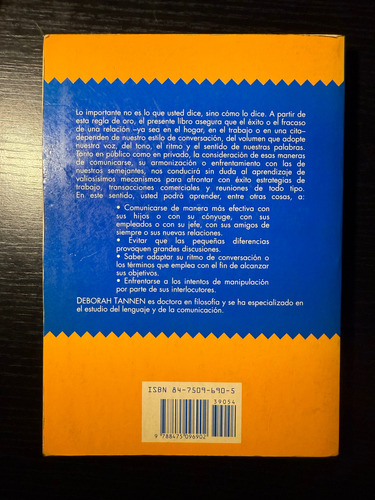 Lo importante no es lo que usted dice, sino cómo lo dice. A partir de
esta regla de oro, el presente libro asegura que el éxito o el fracaso
de una relación –ya sea en el hogar, en el trabajo o en una cita–
dependen de nuestro estilo de conversación, del volumen que adopte
nuestra voz, del tono, el ritmo y el sentido de nuestras palabras.
Tanto en público como en privado, la consideración de esas maneras
de comunicarse, su armonización o enfrentamiento con las de
nuestros semejantes, nos conducirá sin duda al aprendizaje de
valiosísimos mecanismos para afrontar con éxito estrategias de
trabajo, transacciones comerciales y reuniones de todo tipo.
En este sentido, usted podrá aprender, entre otras cosas, a:
• Comunicarse de manera más efectiva con
sus hijos o con su cónyuge, con sus
empleados o con su jefe, con sus amigos de
siempre o sus nuevas relaciones.
• Evitar que las pequeñas diferencias
provoquen grandes discusiones.
• Saber adaptar su ritmo de conversación o
los términos que emplea con el fin de alcanzar
sus objetivos.
• Enfrentarse a los intentos de manipulación
por parte de sus interlocutores.
DEBORAH TANNEN es doctora en filosofía y se ha especializado en
el estudio del lenguaje y de la comunicación.
ISBN 84-7509-690-5
39054
9 788475 096902